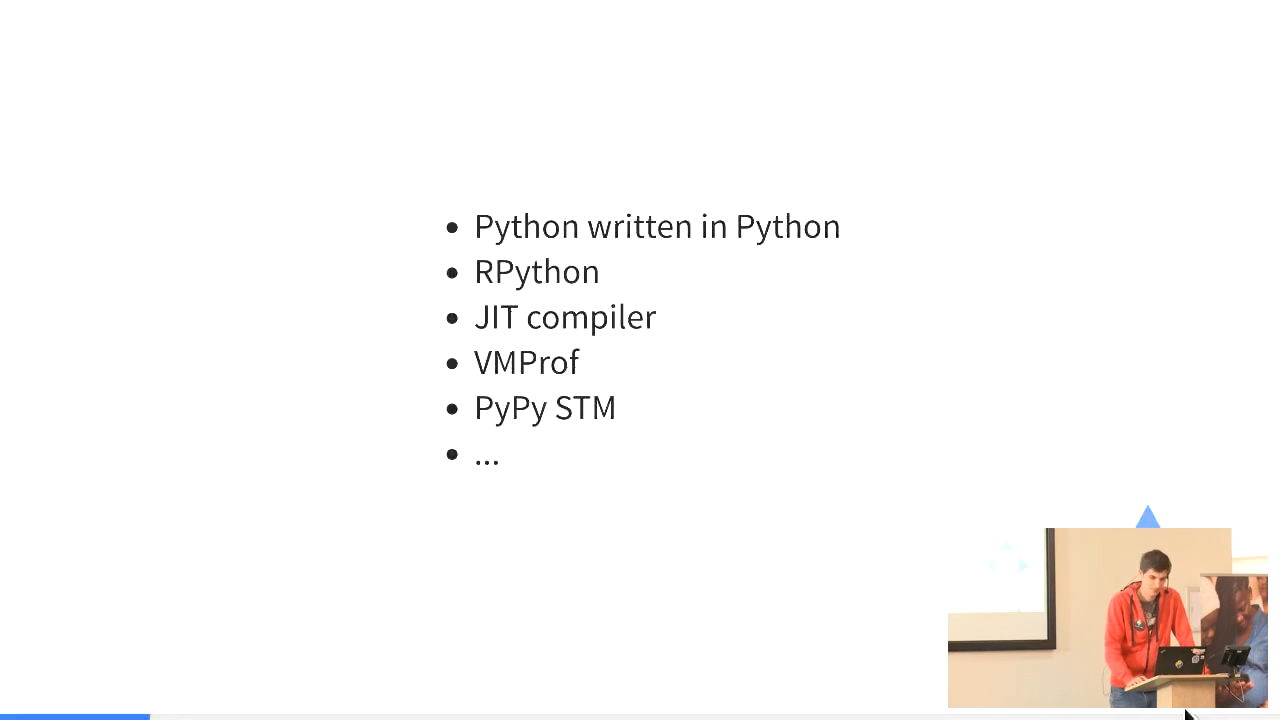 Python written in Python
RPython
JIT compiler
VMProf
PyPy STM
...